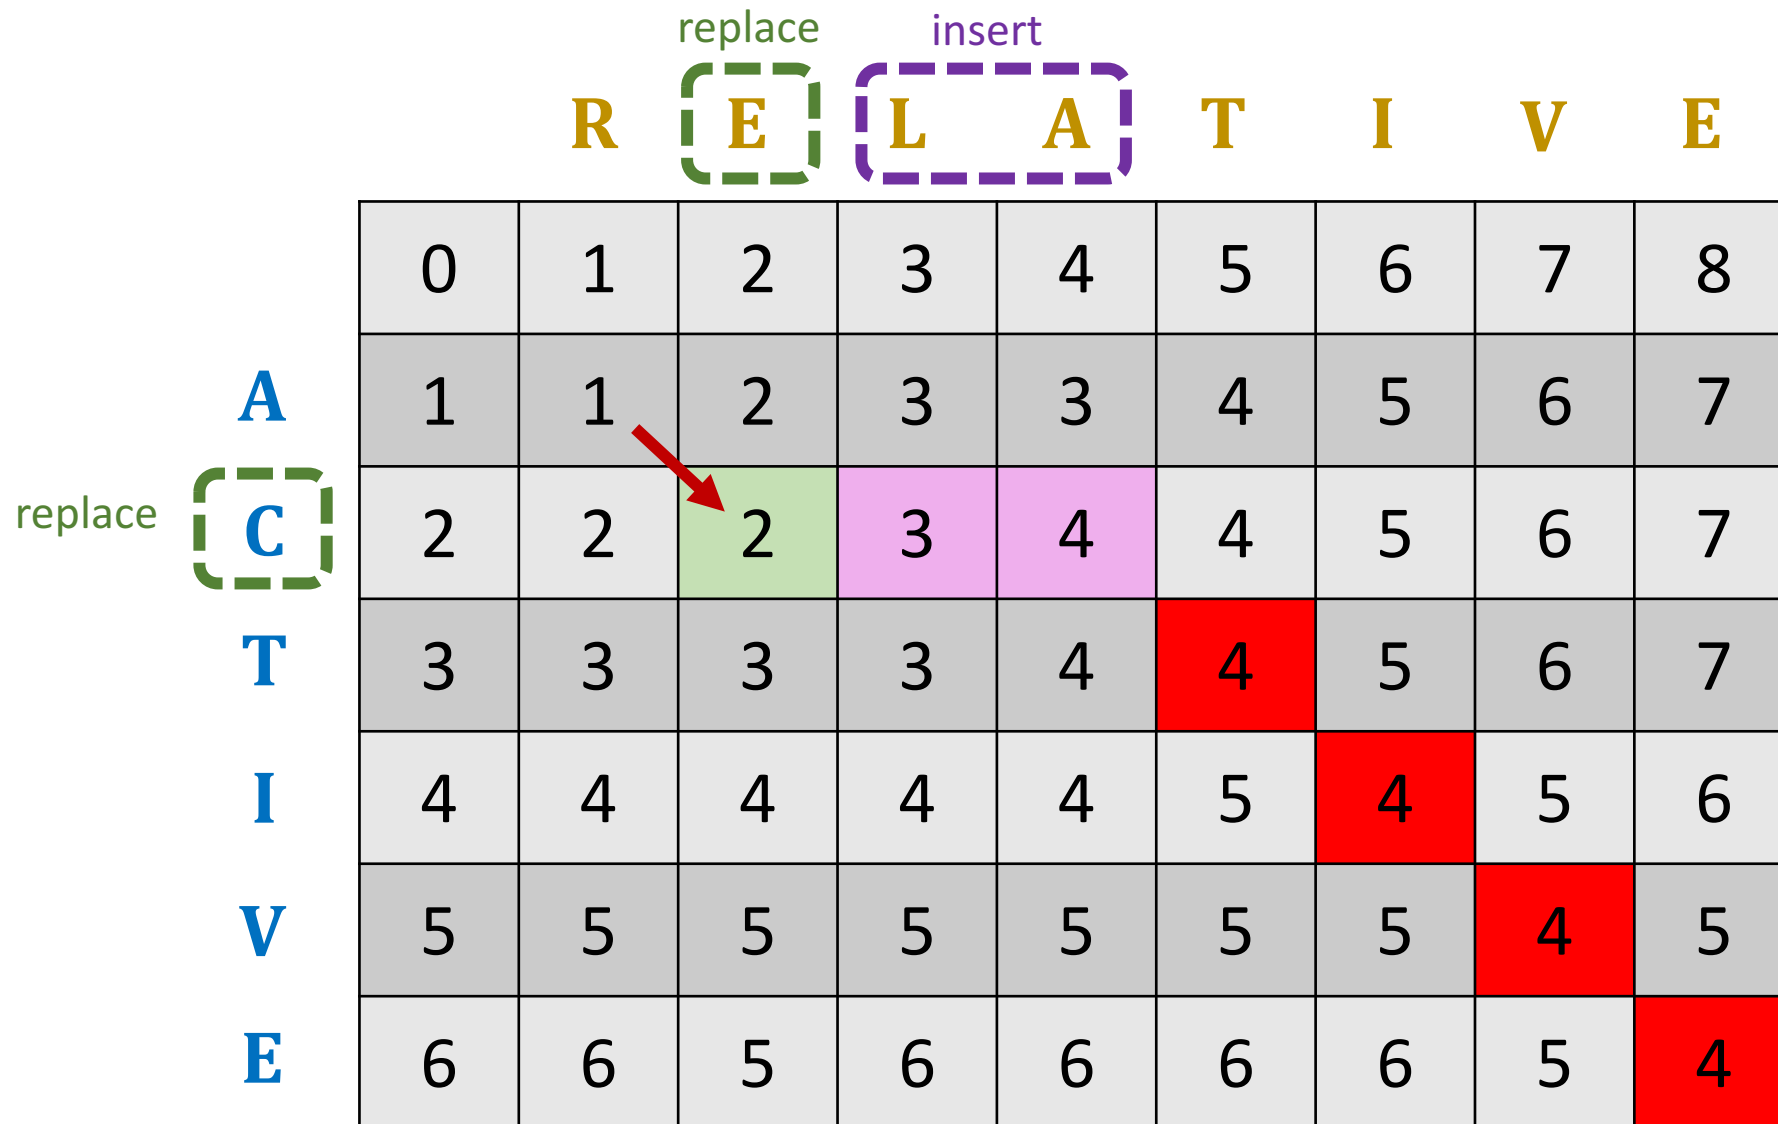 replace insert
R E L A T I V E
0 1 2 3 4 5 6 7 8
A 1 1 2 3 3 4 5 6 7
replace C 2 2 2 3 4 4 5 6 7
T 3 3 3 3 4 4 5 6 7
I 4 4 4 4 4 5 4 5 6
V 5 5 5 5 5 5 5 4 5
E 6 6 5 6 6 6 6 5 4